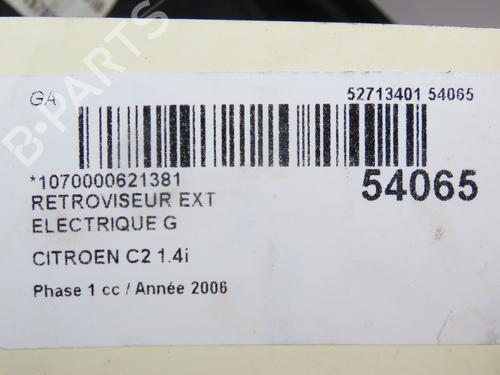 GA 52713401 54065
*1070000621381
54065
RETROVISEUR EXT
ELECTRIQUE G
CITROEN C2 1.4i
Phase 1 cc / Année 2006
B-PARTS